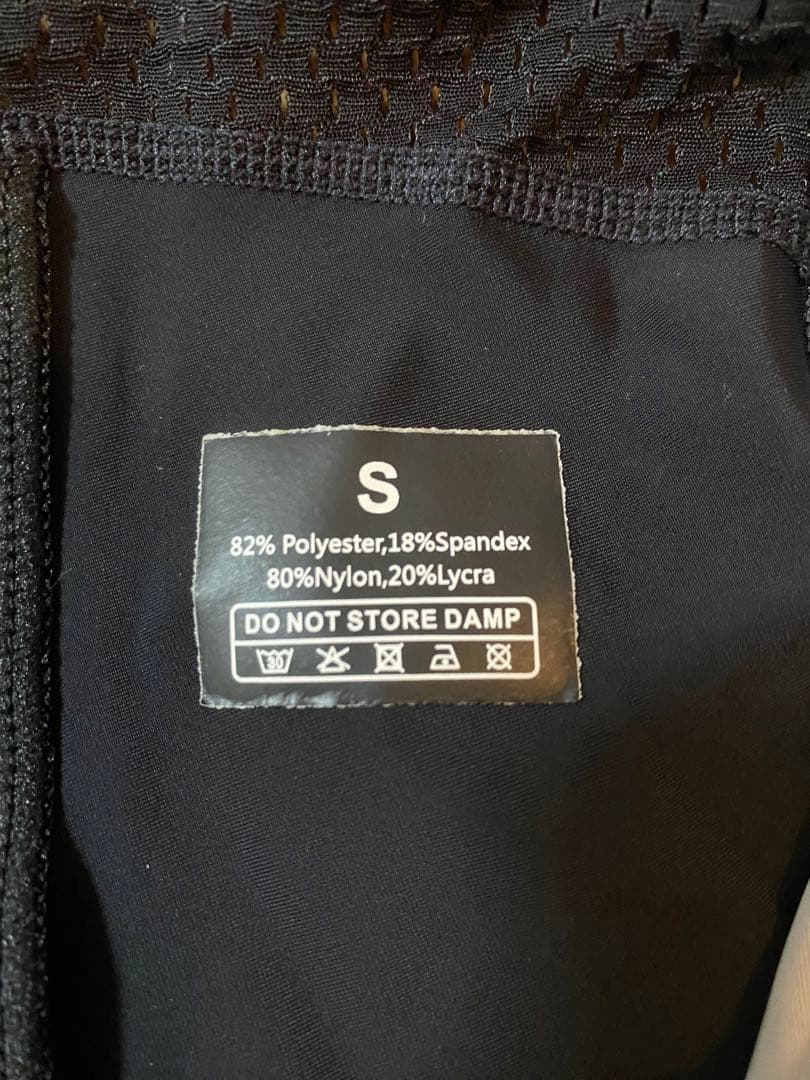 S
82% Polyester,18%Spandex
80%Nylon,20%Lycra
DO NOT STORE DAMP
30